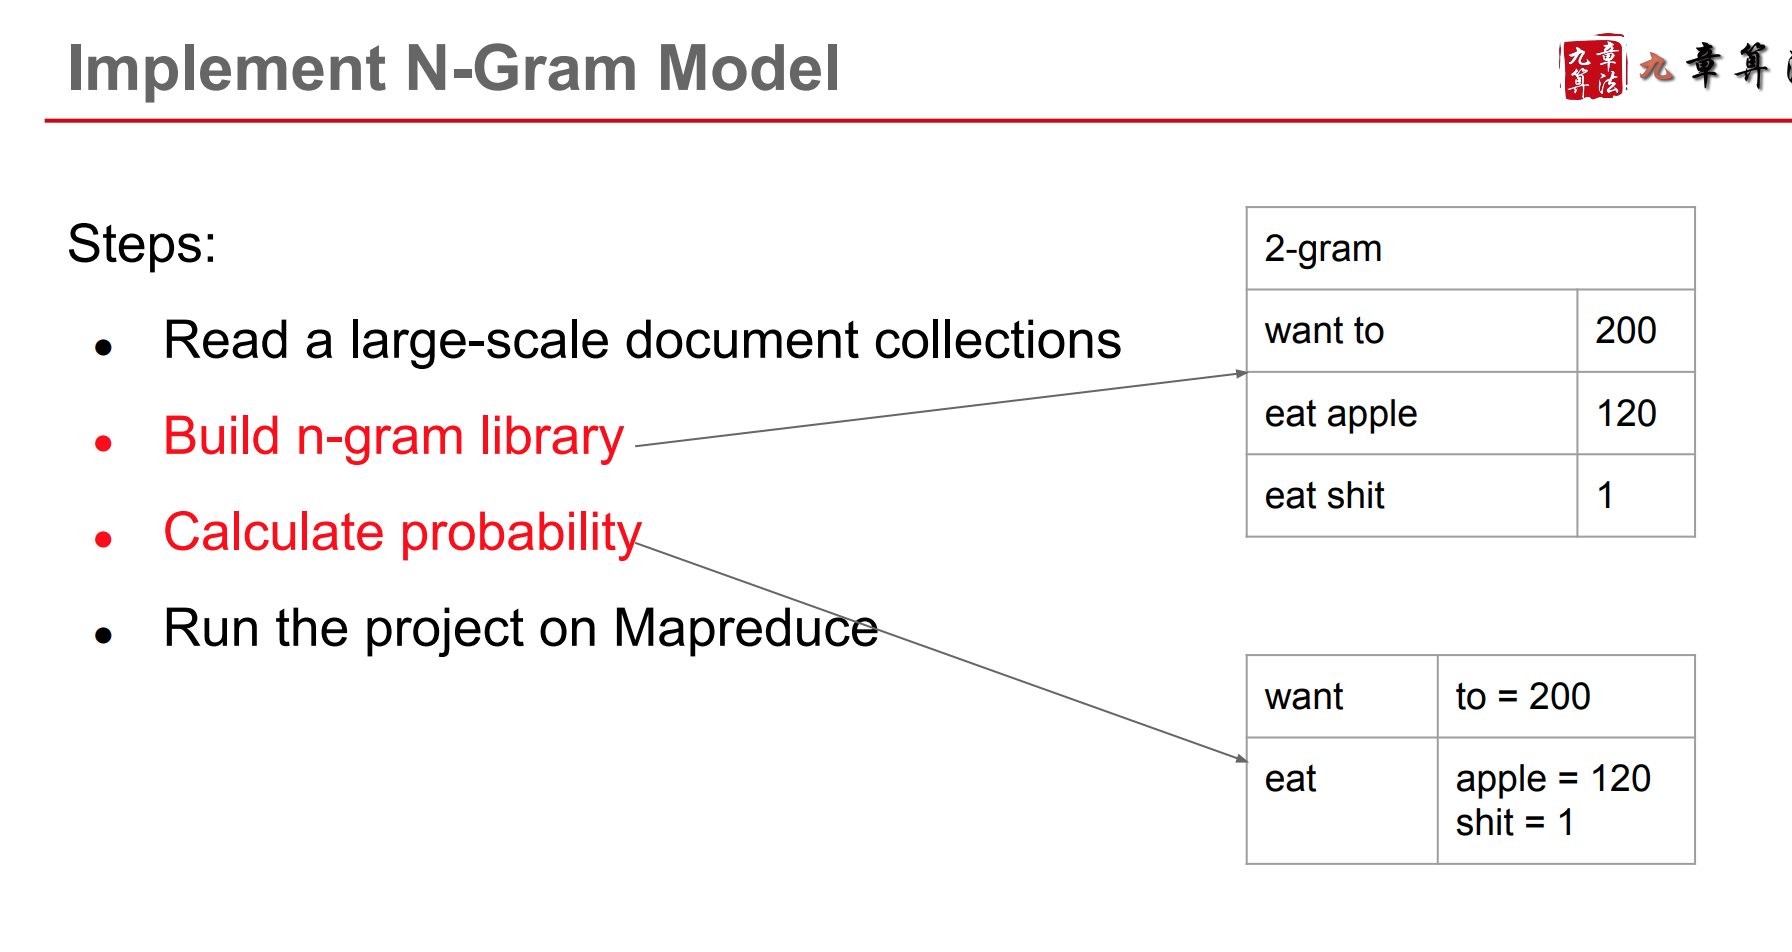 Implement N-Gram Model
九章
算法
九章算
Steps:
● Read a large-scale document collections
● Build n-gram library
● Calculate probability
● Run the project on Mapreduce
2-gram
want to 200
eat apple 120
eat shit 1
want to = 200
eat apple = 120
shit = 1